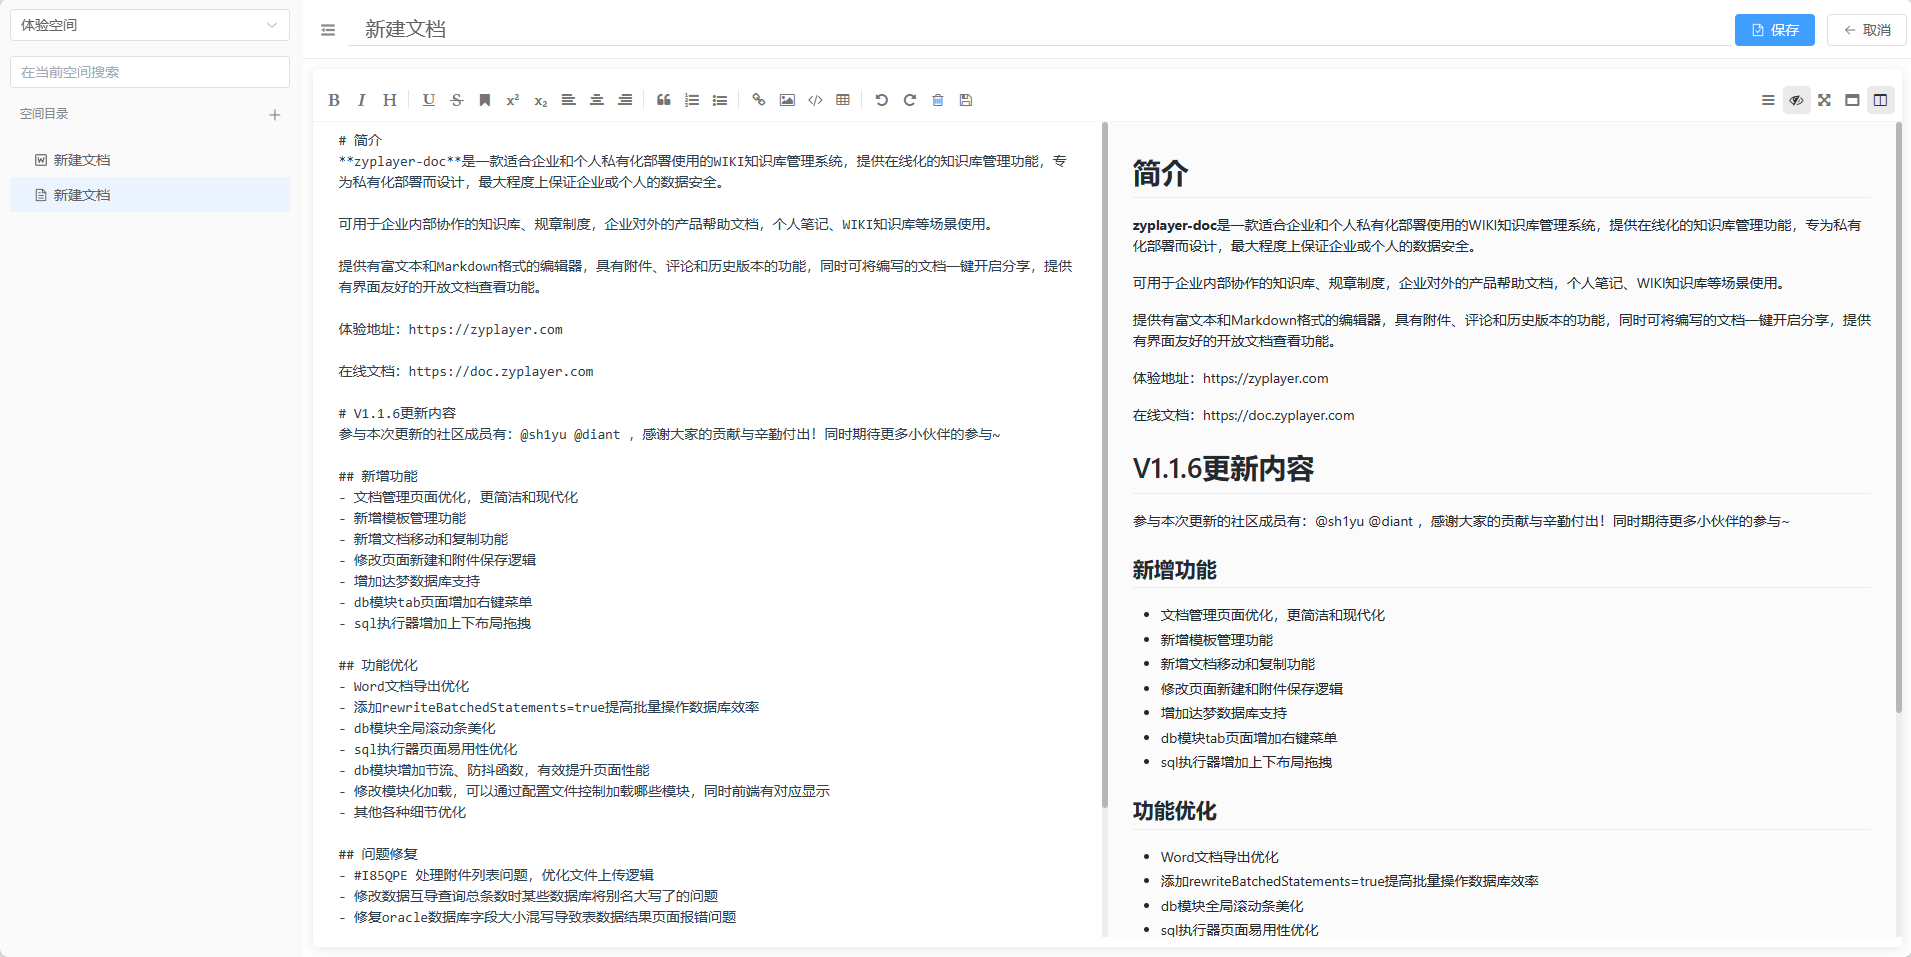 体验空间
在当前空间搜索
空间目录
新建文档
新建文档
新建文档
保存
取消
# 简介
**zyplayer-doc**是一款适合企业和个人私有化部署使用的WIKI知识库管理系统，提供在线化的知识库管理功能，专
为私有化部署而设计，最大程度上保证企业或个人的数据安全。
可用于企业内部协作的知识库、规章制度，企业对外的产品帮助文档，个人笔记、WIKI知识库等场景使用。
提供有富文本和Markdown格式的编辑器，具有附件、评论和历史版本的功能，同时可将编写的文档一键开启分享，提供
有界面友好的开放文档查看功能。
体验地址：https://zyplayer.com
在线文档：https://doc.zyplayer.com
# V1.1.6更新内容
参与本次更新的社区成员有：@sh1yu @diant ，感谢大家的贡献与辛勤付出！同时期待更多小伙伴的参与~
## 新增功能
- 文档管理页面优化，更简洁和现代化
- 新增模板管理功能
- 新增文档移动和复制功能
- 修改页面新建和附件保存逻辑
- 增加达梦数据库支持
- db模块tab页面增加右键菜单
- sql执行器增加上下布局拖拽
## 功能优化
- Word文档导出优化
- 添加rewriteBatchedStatements=true提高批量操作数据库效率
- db模块全局滚动条美化
- sql执行器页面易用性优化
- db模块增加节流、防抖函数，有效提升页面性能
- 修改模块化加载，可以通过配置文件控制加载哪些模块，同时前端有对应显示
- 其他各种细节优化
## 问题修复
- #I85QPE 处理附件列表问题，优化文件上传逻辑
- 修改数据互导查询总条数时某些数据库将别名大写了的问题
- 修复oracle数据库字段大小混写导致表数据结果页面报错问题
简介
zyplayer-doc是一款适合企业和个人私有化部署使用的WIKI知识库管理系统，提供在线化的知识库管理功能，专为私有
化部署而设计，最大程度上保证企业或个人的数据安全。
可用于企业内部协作的知识库、规章制度，企业对外的产品帮助文档，个人笔记、WIKI知识库等场景使用。
提供有富文本和Markdown格式的编辑器，具有附件、评论和历史版本的功能，同时可将编写的文档一键开启分享，提供
有界面友好的开放文档查看功能。
体验地址：https://zyplayer.com
在线文档：https://doc.zyplayer.com
V1.1.6更新内容
参与本次更新的社区成员有：@sh1yu @diant ，感谢大家的贡献与辛勤付出！同时期待更多小伙伴的参与~
新增功能
• 文档管理页面优化，更简洁和现代化
• 新增模板管理功能
• 新增文档移动和复制功能
• 修改页面新建和附件保存逻辑
• 增加达梦数据库支持
• db模块tab页面增加右键菜单
• sql执行器增加上下布局拖拽
功能优化
• Word文档导出优化
• 添加rewriteBatchedStatements=true提高批量操作数据库效率
• db模块全局滚动条美化
• sql执行器页面易用性优化